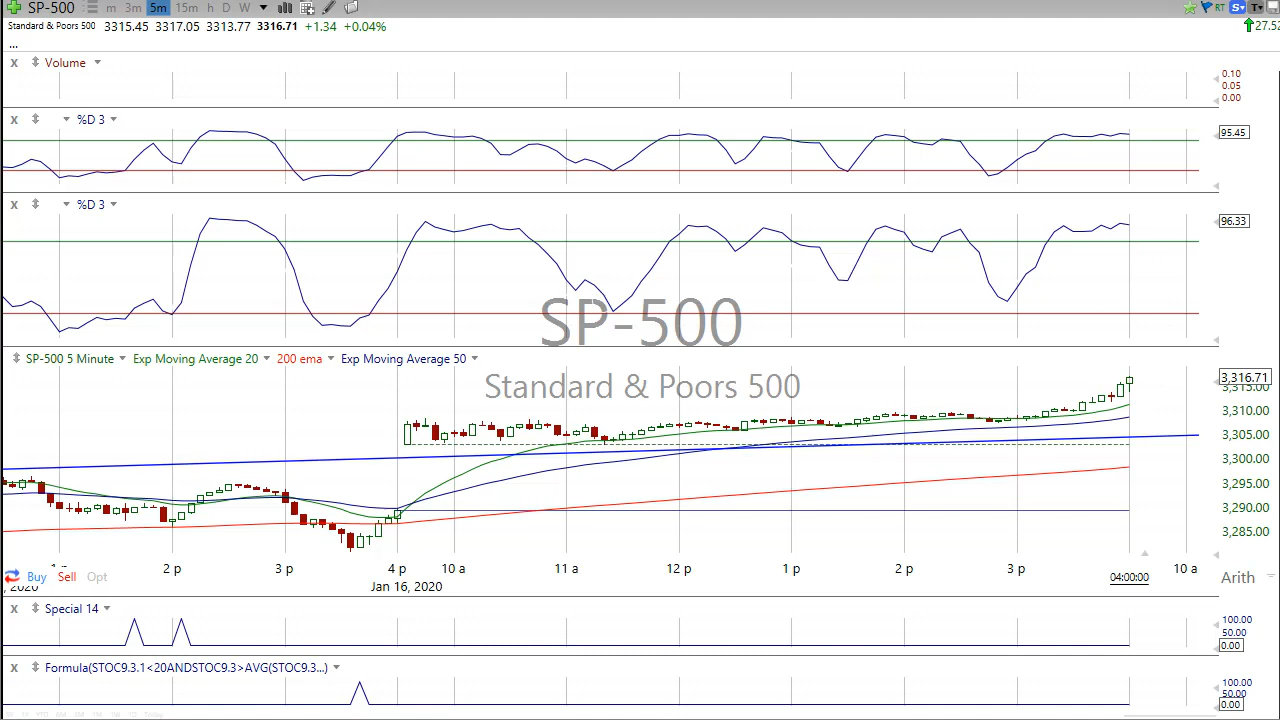 SP-500 m 3m 5m 15m h D W RT S T
Standard & Poors 500 3315.45 3317.05 3313.77 3316.71 +1.34 +0.04% 27.52
...
x Volume
0.10
0.05
0.00
x %D 3
95.45
x %D 3
96.33
SP-500
SP-500 5 Minute Exp Moving Average 20 200 ema Exp Moving Average 50
Standard & Poors 500
3,316.71
3,315.00
3,310.00
3,305.00
3,300.00
3,295.00
3,290.00
3,285.00
2 p 3 p 4 p 10 a 11 a 12 p 1 p 2 p 3 p 10 a
Buy Sell Opt 04:00:00 Arith
, 2020 Jan 16, 2020
x Special 14
100.00
50.00
0.00
x Formula(STOC9.3.1<20ANDSTOC9.3>AVG(STOC9.3...)
100.00
50.00
0.00